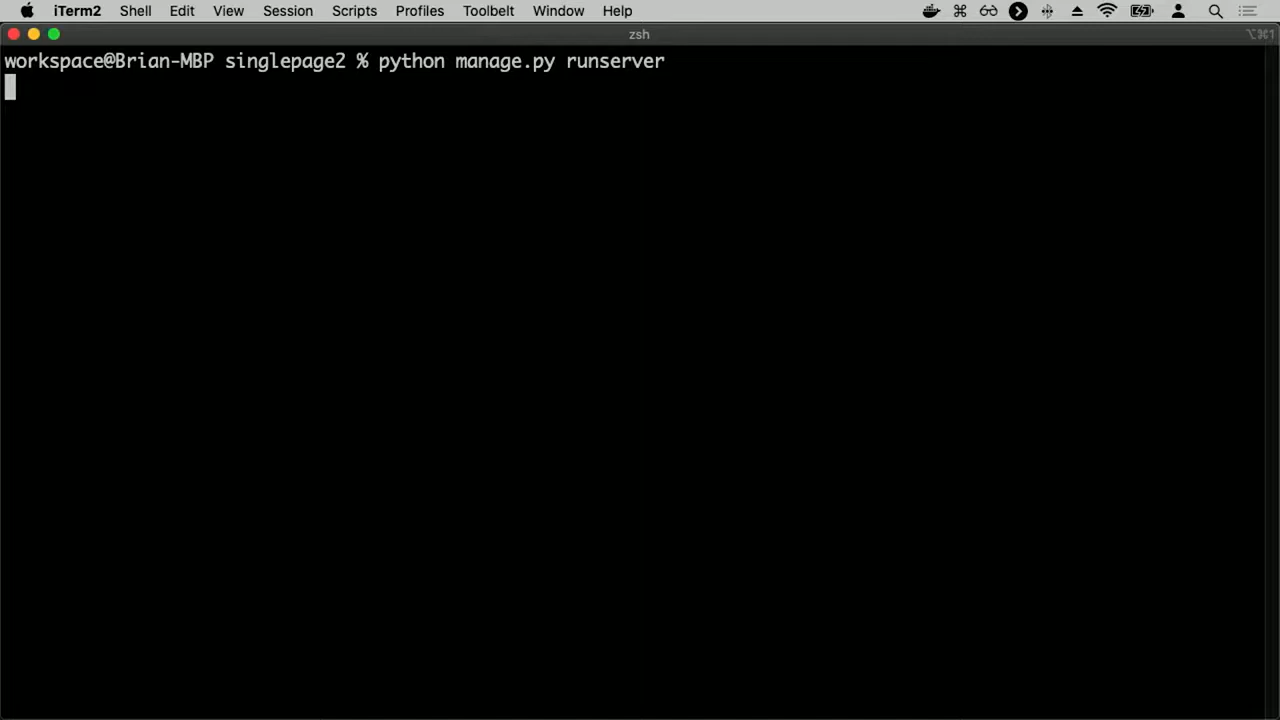 iTerm2 Shell Edit View Session Scripts Profiles Toolbelt Window Help
zsh
⌥⌘1
workspace@Brian-MBP singlepage2 % python manage.py runserver